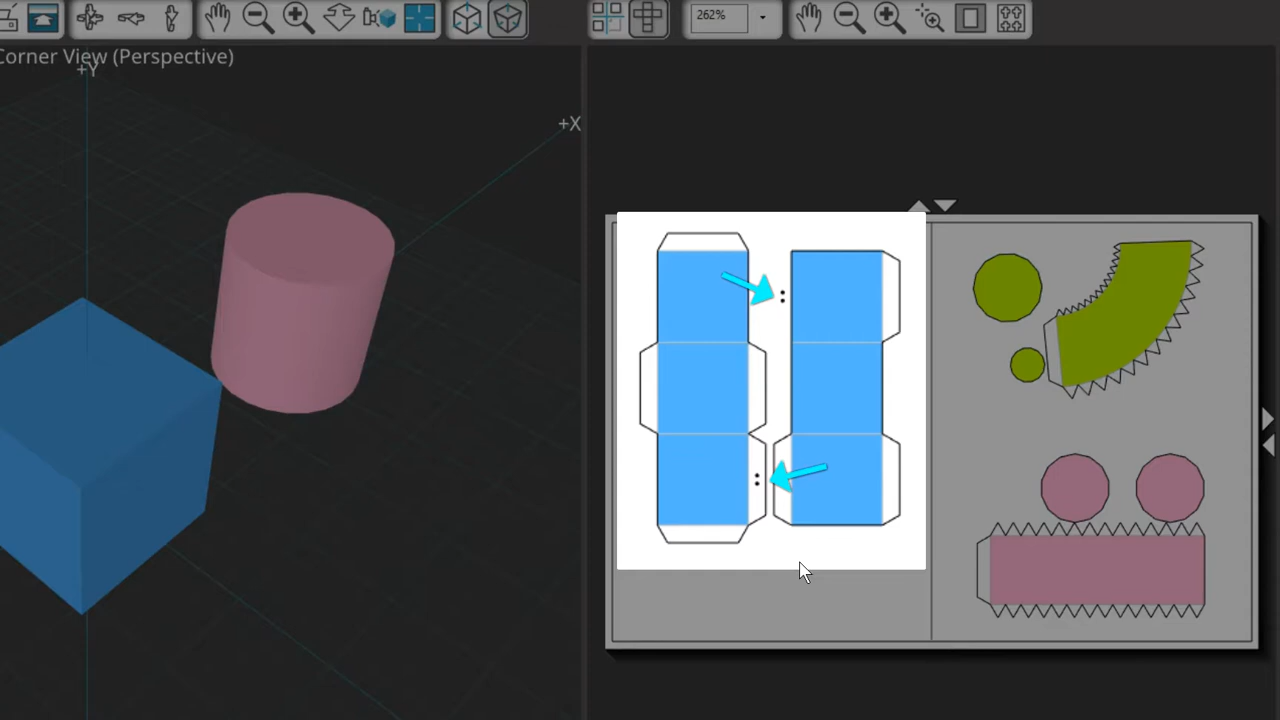 262%
Corner View (Perspective)
+Y
+X
:
: